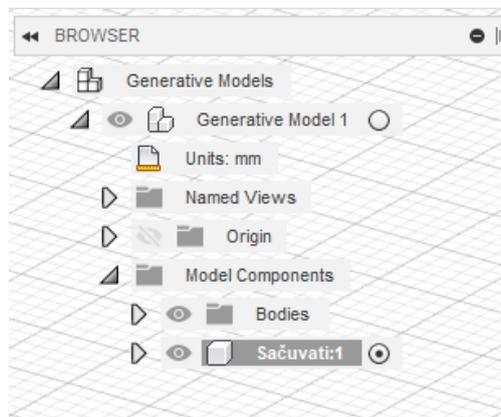 BROWSER
Generative Models
Generative Model 1
Units: mm
Named Views
Origin
Model Components
Bodies
Sačuvati:1